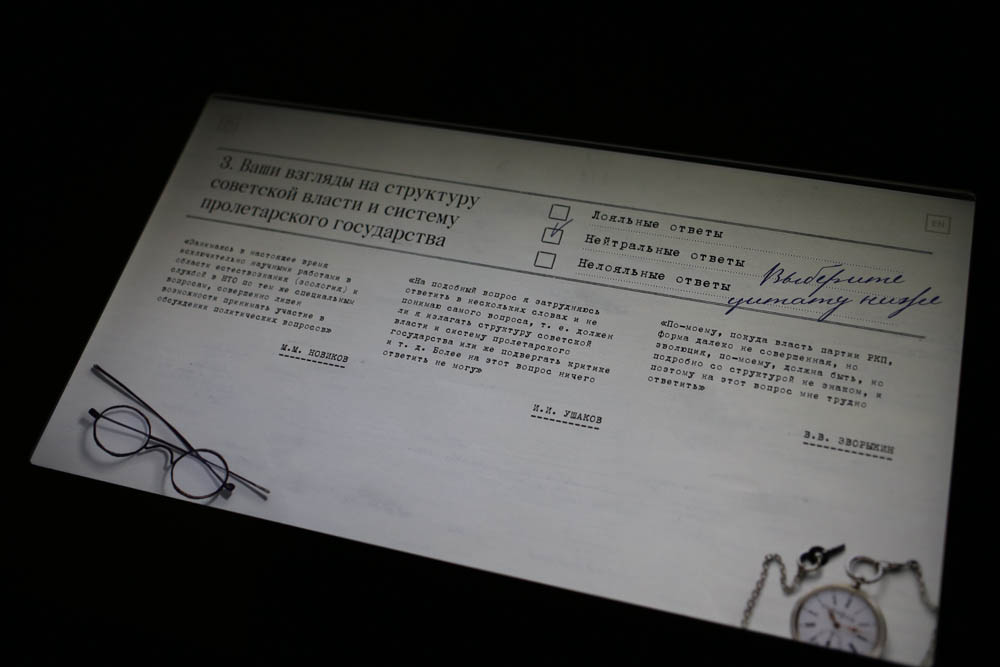 EN
3. Ваши взгляды на структуру
советской власти и систему
пролетарского государства
Лояльные ответы
Нейтральные ответы
Нелояльные ответы
Выберите
цитату ниже
«Занимаясь в настоящее время
исключительно научными работами в
области естествознания (зоология) и
службой в НТО по тем же специальным
вопросам, совершенно лишен
возможности принимать участие в
обсуждении политических вопросов»
М.М. НОВИКОВ
«На подобный вопрос я затрудняюсь
ответить в нескольких словах и не
понимаю самого вопроса, т. е. должен
ли я излагать структуру советской
власти и систему пролетарского
государства или же подвергать критике
и т. д. Более на этот вопрос ничего
ответить не могу»
И.И. УШАКОВ
«По-моему, покуда власть партии РКП,
форма далеко не совершенная, но
эволюция, по-моему, должна быть, но
подробно со структурой не знаком, и
поэтому на этот вопрос мне трудно
ответить»
В.В. ЗВОРЫКИН